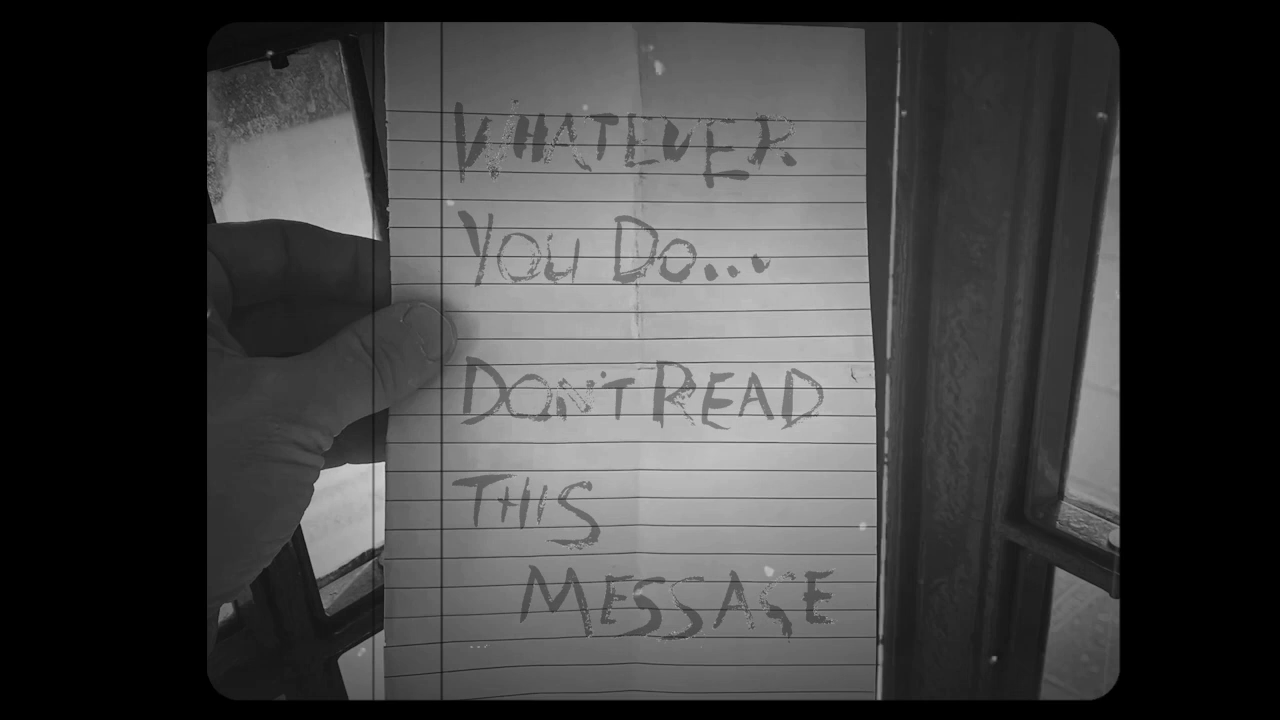 WHATEVER
YOU DO...
DON'T READ
THIS
MESSAGE